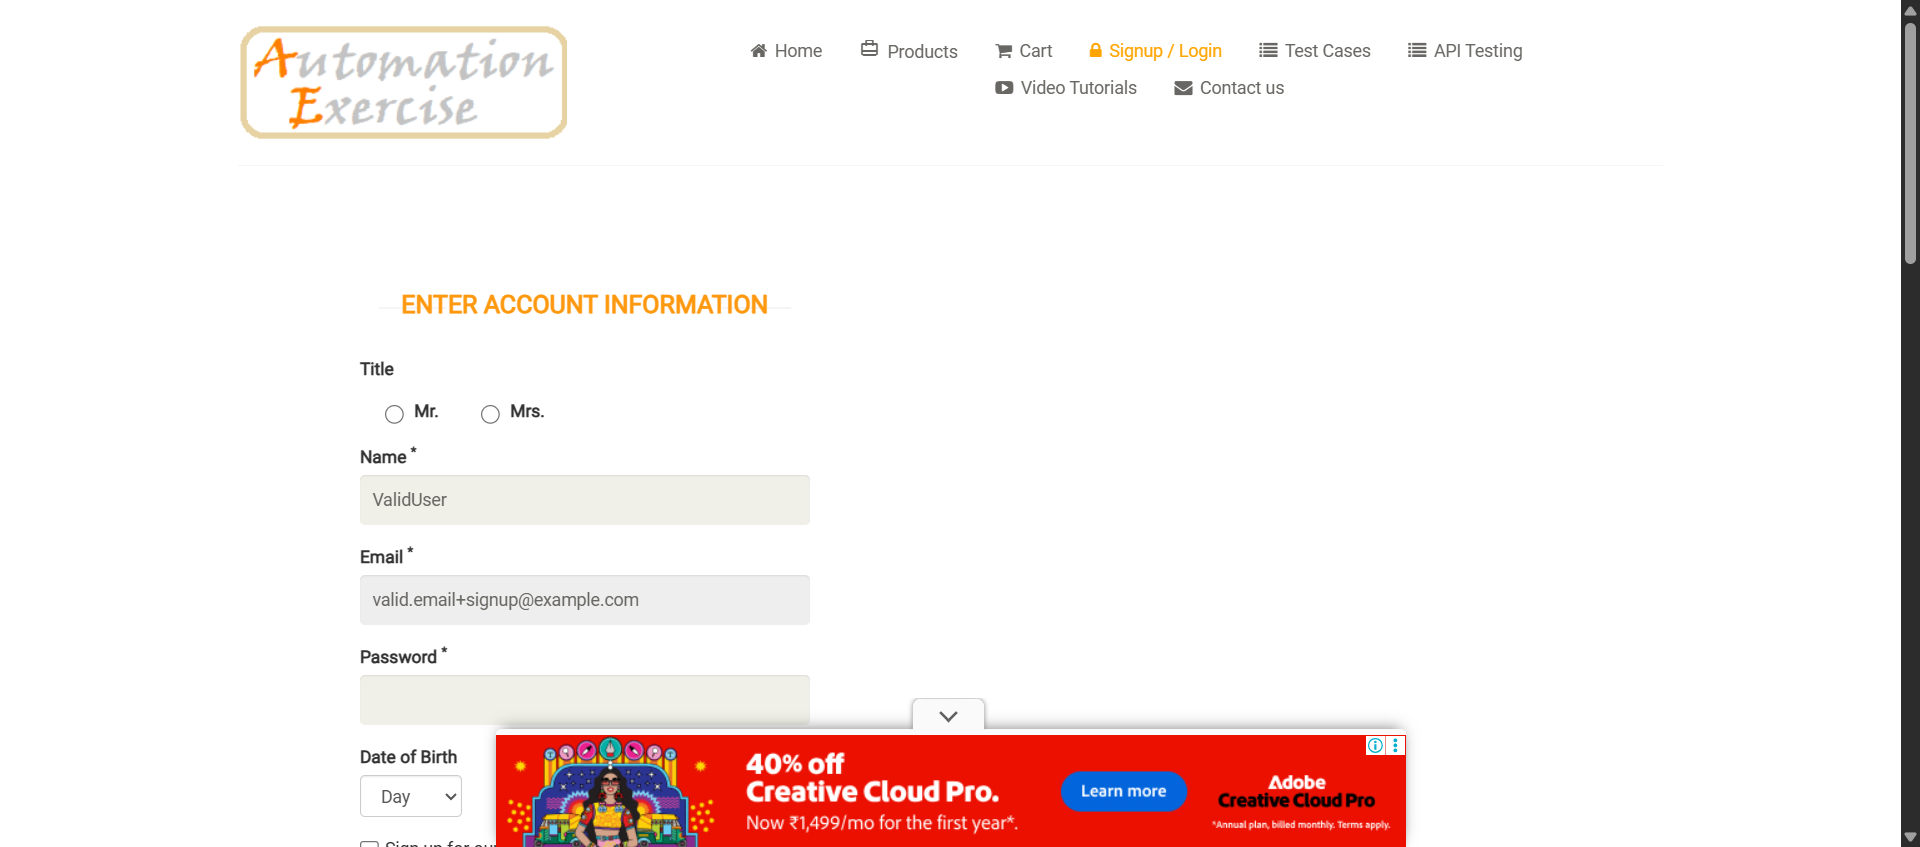 Automation
Exercise
Home
Products
Cart
Signup / Login
Test Cases
API Testing
Video Tutorials
Contact us
ENTER ACCOUNT INFORMATION
Title
Mr.
Mrs.
Name *
ValidUser
Email *
valid.email+signup@example.com
Password *
Date of Birth
Day
Sign up for our
40% off
Creative Cloud Pro.
Now ₹1,499/mo for the first year*.
Learn more
Adobe
Creative Cloud Pro
*Annual plan, billed monthly. Terms apply.